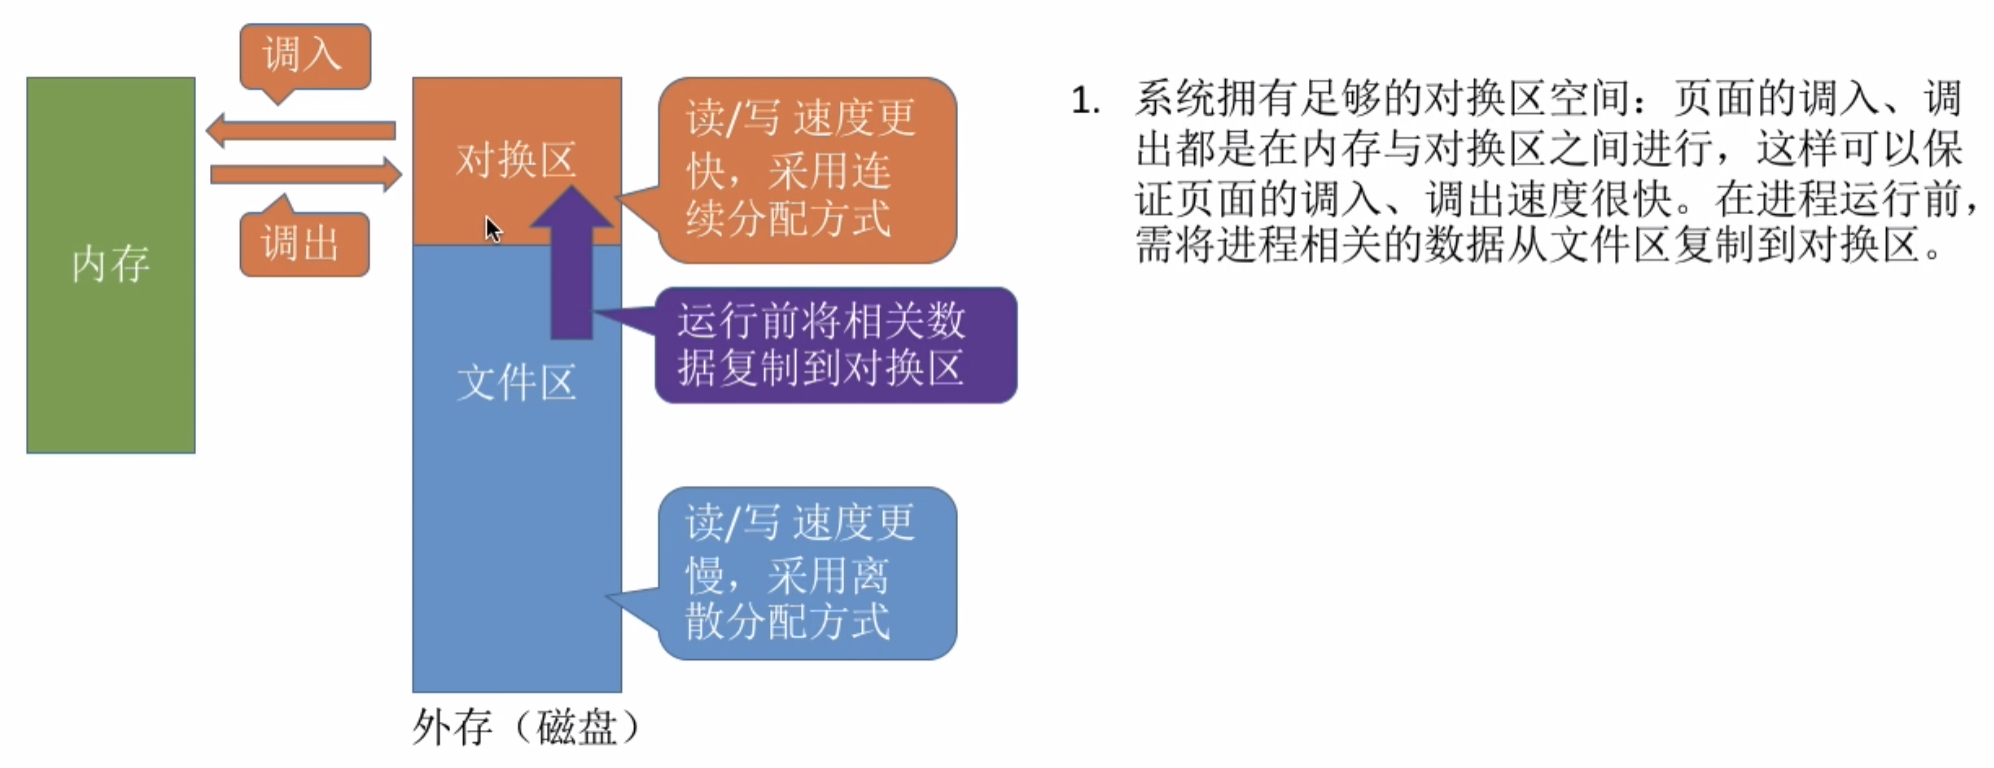 调入
调出
内存
对换区
文件区
外存（磁盘）
读/写 速度更
快，采用连
续分配方式
运行前将相关数
据复制到对换区
读/写 速度更
慢，采用离
散分配方式
1. 系统拥有足够的对换区空间：页面的调入、调
出都是在内存与对换区之间进行，这样可以保
证页面的调入、调出速度很快。在进程运行前，
需将进程相关的数据从文件区复制到对换区。